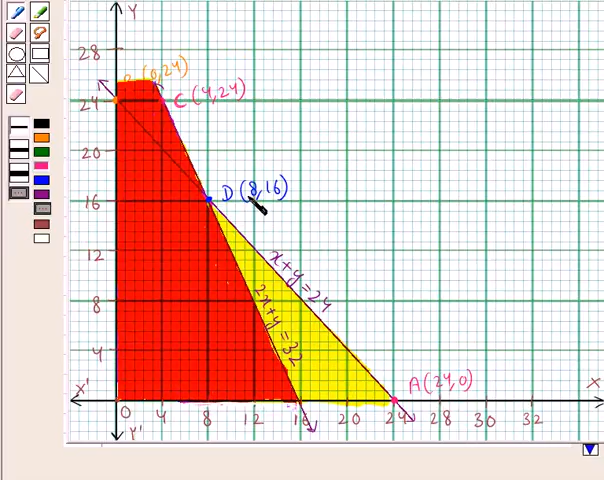 Y
28
(0,24)
24
C (4,24)
20
16
D (8,16)
12
x+y=24
8
2x+y=32
4
A(24,0)
X'
X
0 4 8 12 16 20 24 28 30 32
Y'